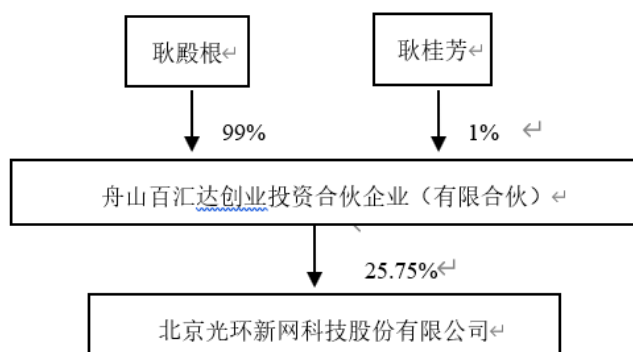 耿殿根
耿桂芳
99%
1%
舟山百汇达创业投资合伙企业（有限合伙）
25.75%
北京光环新网科技股份有限公司